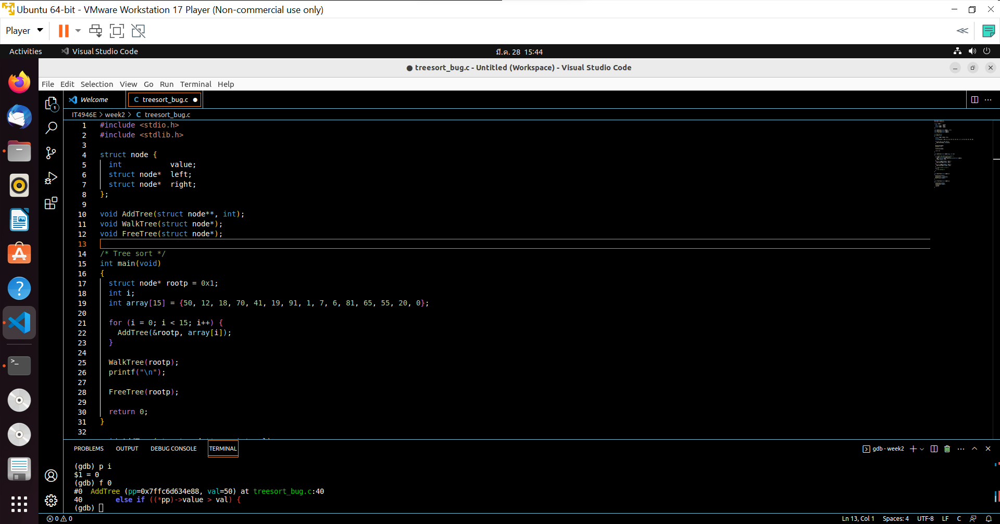 Ubuntu 64-bit - VMware Workstation 17 Player (Non-commercial use only)
Player
Activities
Visual Studio Code
มี.ค. 28 15:44
● treesort_bug.c - Untitled (Workspace) - Visual Studio Code
File Edit Selection View Go Run Terminal Help
1
Welcome
C treesort_bug.c ●
IT4946E > week2 > C treesort_bug.c
1 #include <stdio.h>
2 #include <stdlib.h>
3
4 struct node {
5   int           value;
6   struct node*  left;
7   struct node*  right;
8 };
9
10 void AddTree(struct node**, int);
11 void WalkTree(struct node*);
12 void FreeTree(struct node*);
13
14 /* Tree sort */
15 int main(void)
16 {
17   struct node* rootp = 0x1;
18   int i;
19   int array[15] = {50, 12, 18, 70, 41, 19, 91, 1, 7, 6, 81, 65, 55, 20, 0};
20
21   for (i = 0; i < 15; i++) {
22     AddTree(&rootp, array[i]);
23   }
24
25   WalkTree(rootp);
26   printf("\n");
27
28   FreeTree(rootp);
29
30   return 0;
31 }
32
PROBLEMS OUTPUT DEBUG CONSOLE TERMINAL
gdb - week2
(gdb) p i
$1 = 0
(gdb) f 0
#0  AddTree (pp=0x7ffc6d634e88, val=50) at treesort_bug.c:40
40        else if ((*pp)->value > val) {
(gdb)
0 0
Ln 13, Col 1 Spaces: 4 UTF-8 LF C